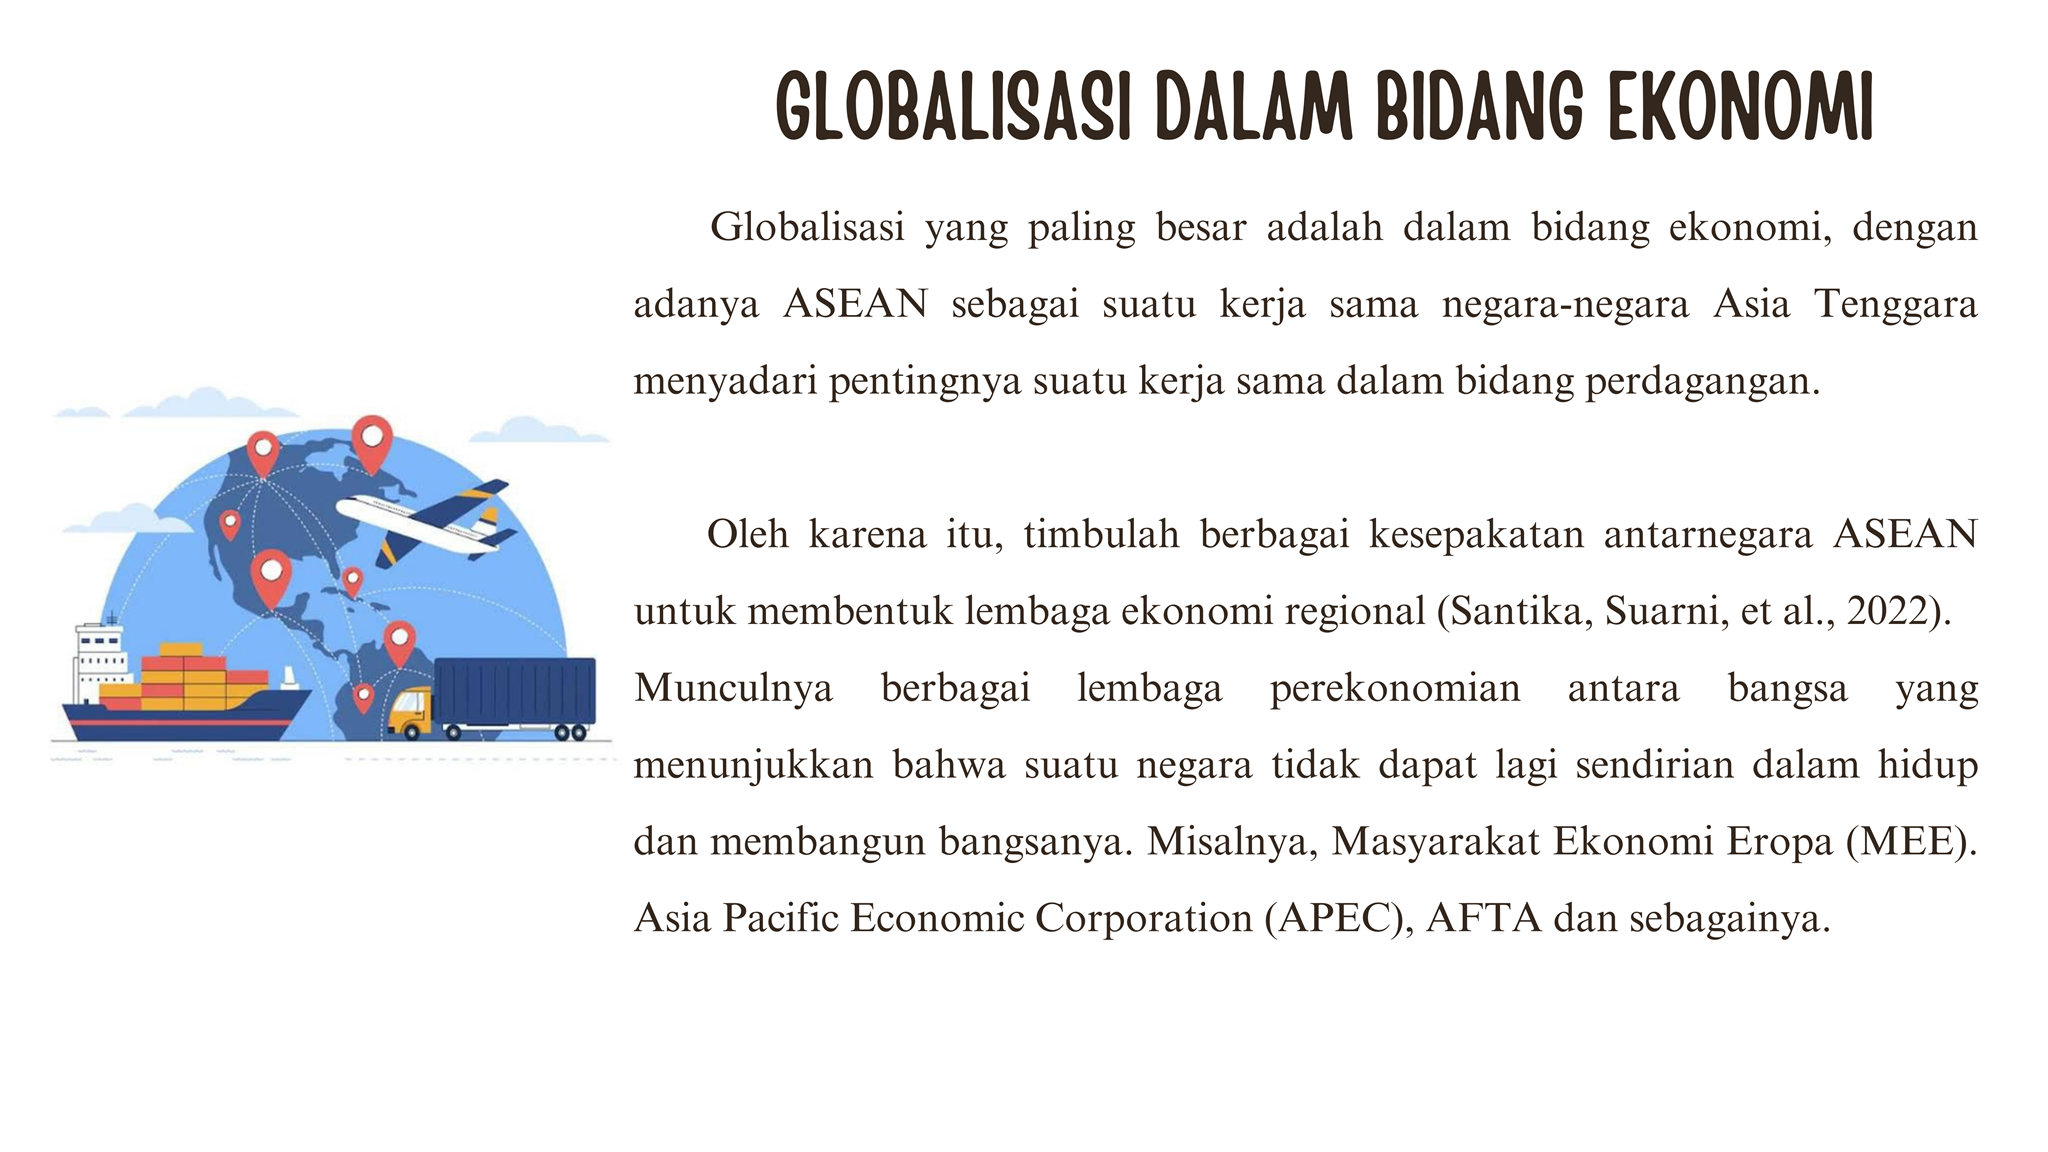 GLOBALISASI DALAM BIDANG EKONOMI
Globalisasi yang paling besar adalah dalam bidang ekonomi, dengan
adanya ASEAN sebagai suatu kerja sama negara-negara Asia Tenggara
menyadari pentingnya suatu kerja sama dalam bidang perdagangan.
Oleh karena itu, timbulah berbagai kesepakatan antarnegara ASEAN
untuk membentuk lembaga ekonomi regional (Santika, Suarni, et al., 2022).
Munculnya berbagai lembaga perekonomian antara bangsa yang
menunjukkan bahwa suatu negara tidak dapat lagi sendirian dalam hidup
dan membangun bangsanya. Misalnya, Masyarakat Ekonomi Eropa (MEE).
Asia Pacific Economic Corporation (APEC), AFTA dan sebagainya.